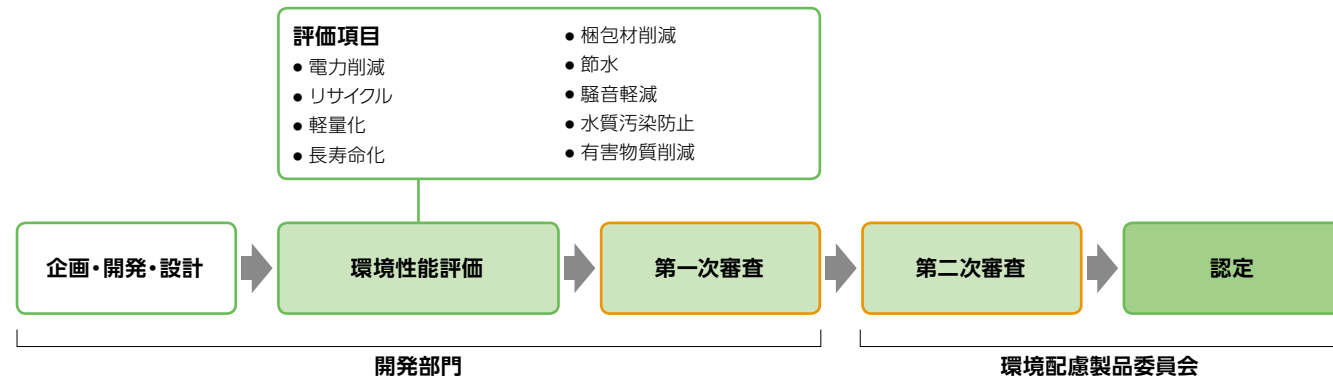 評価項目
● 電力削減
● リサイクル
● 軽量化
● 長寿命化
● 梱包材削減
● 節水
● 騒音軽減
● 水質汚染防止
● 有害物質削減
企画・開発・設計
環境性能評価
第一次審査
第二次審査
認定
開発部門
環境配慮製品委員会